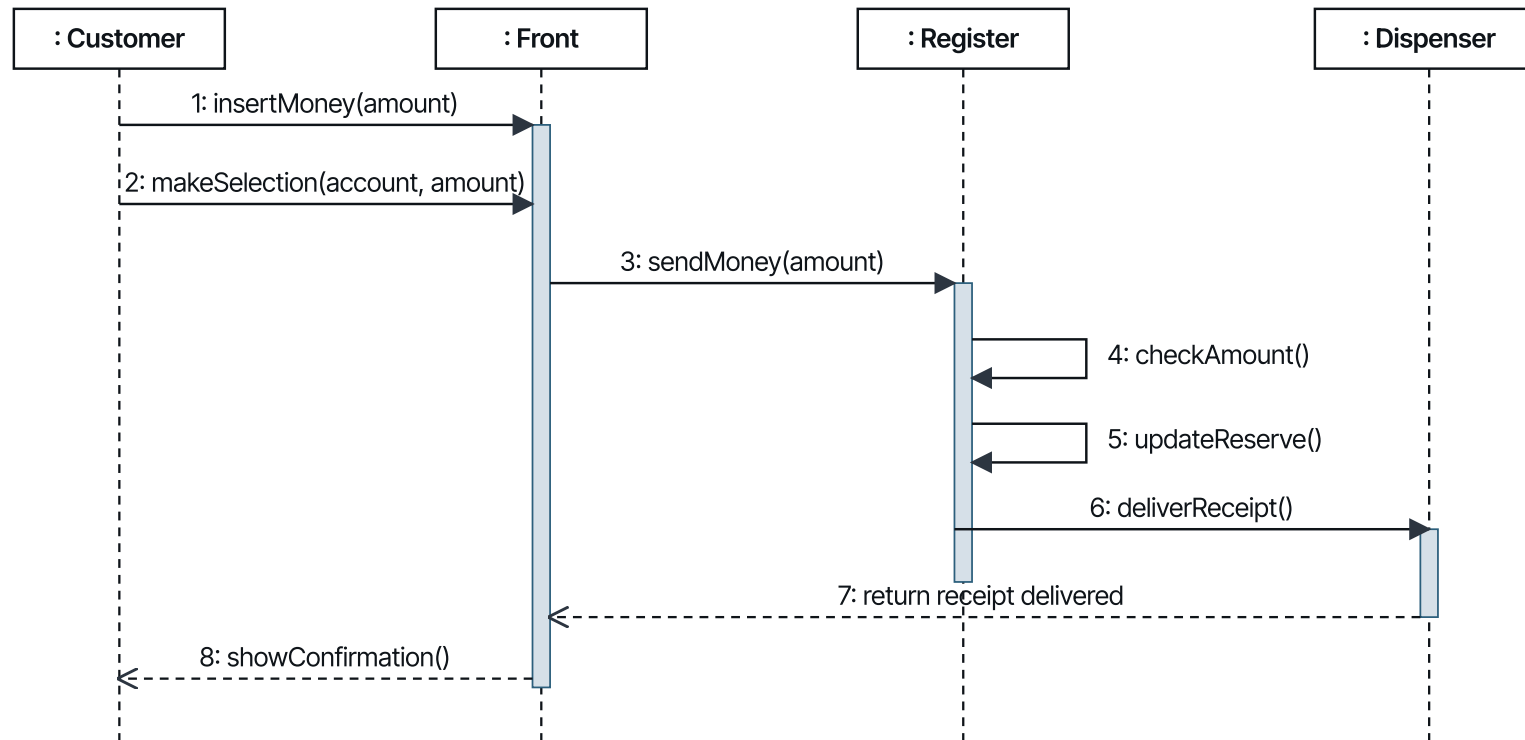 : Customer
: Front
: Register
: Dispenser
1: insertMoney(amount)
2: makeSelection(account, amount)
3: sendMoney(amount)
4: checkAmount()
5: updateReserve()
6: deliverReceipt()
7: return receipt delivered
8: showConfirmation()